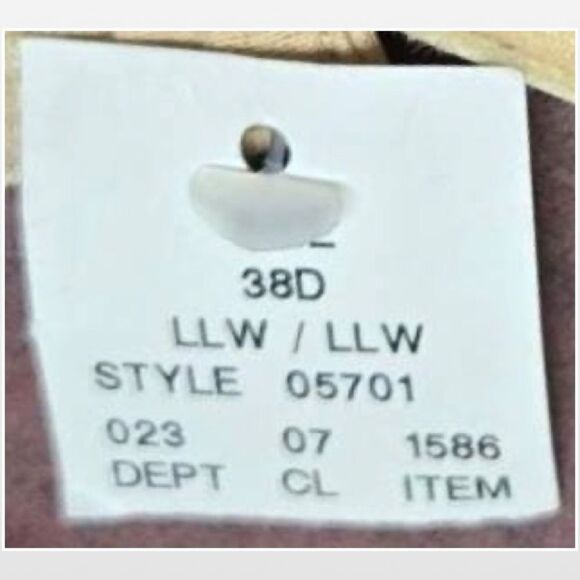 38D
LLW / LLW
STYLE 05701
023 07 1586
DEPT CL ITEM